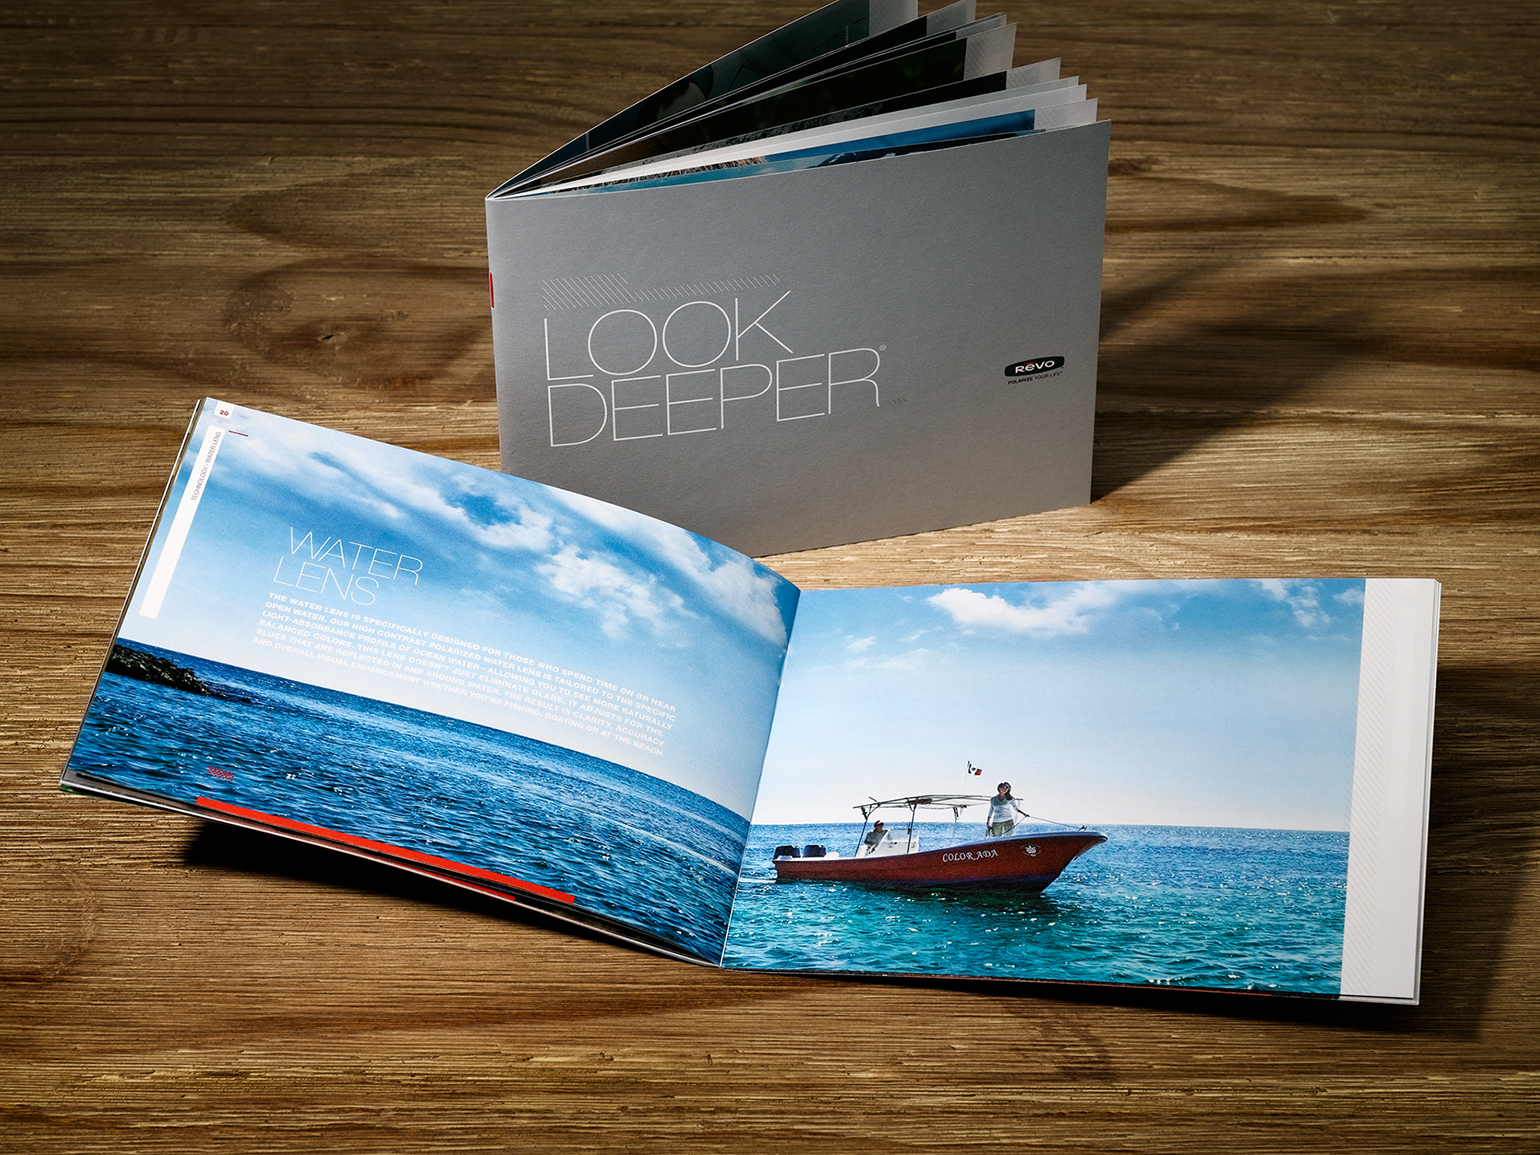 LOOK
DEEPER®
REVO
POLARIZE YOUR LIFE™
20
TECHNOLOGY: WATER LENS
WATER
LENS
THE WATER LENS IS SPECIFICALLY DESIGNED FOR THOSE WHO SPEND TIME ON OR NEAR
OPEN WATER. OUR HIGH CONTRAST POLARIZED WATER LENS IS TAILORED TO THE SPECIFIC
LIGHT-ABSORBANCE PROFILE OF OCEAN WATER – ALLOWING YOU TO SEE MORE NATURALLY
BALANCED COLORS. THIS LENS DOESN'T JUST ELIMINATE GLARE, IT ADJUSTS FOR THE
BLUES THAT ARE REFLECTED IN AND AROUND WATER. THE RESULT IS CLARITY, ACCURACY
AND OVERALL VISUAL ENHANCEMENT WHETHER YOU'RE FISHING, BOATING OR AT THE BEACH.
21
COLORADA